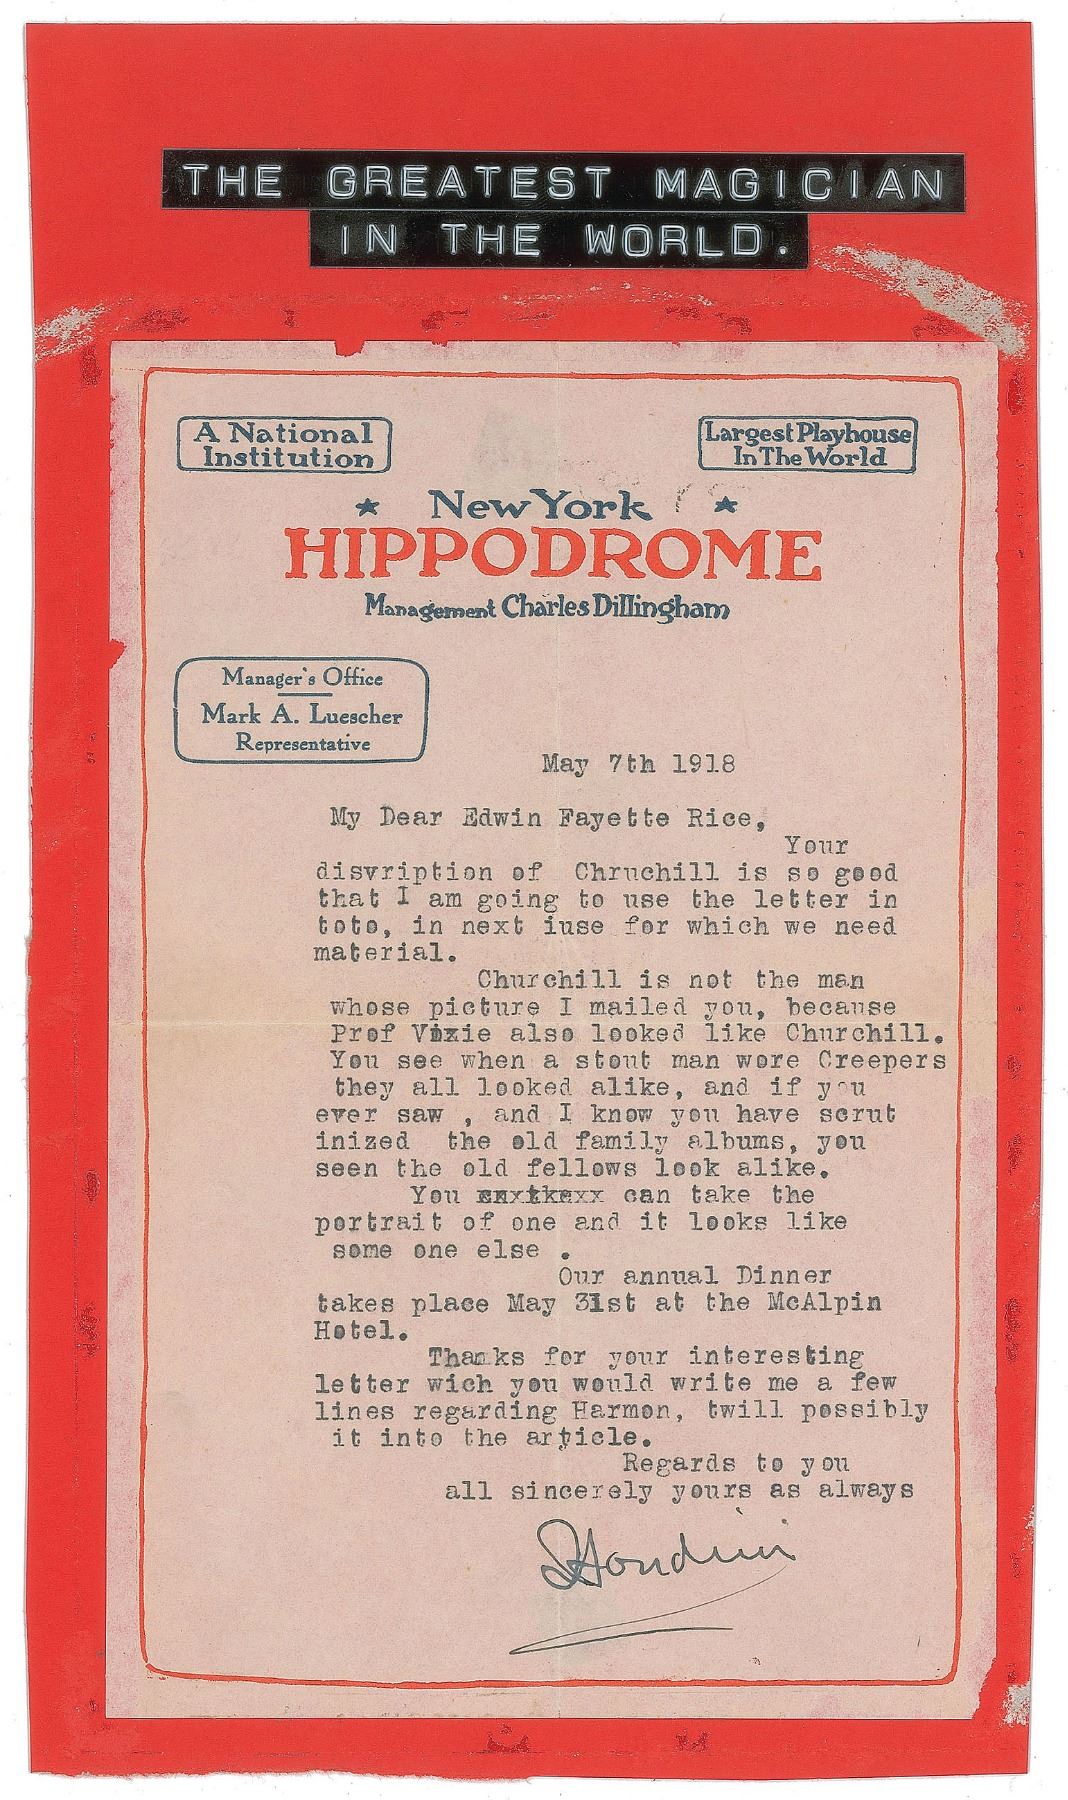 THE GREATEST MAGICIAN
IN THE WORLD.
A National
Institution
Largest Playhouse
In The World
New York
HIPPODROME
Management Charles Dillingham
Manager's Office
Mark A. Luescher
Representative
May 7th 1918
My Dear Edwin Fayette Rice,
Your
disvription of Chruchill is so good
that I am going to use the letter in
toto, in next iuse for which we need
material.
Churchill is not the man
whose picture I mailed you, because
Prof Vixie also looked like Churchill.
You see when a stout man wore Creepers
they all looked alike, and if you
ever saw , and I know you have scrut
inized the old family albums, you
seen the old fellows look alike.
You can take the
portrait of one and it looks like
some one else .
Our annual Dinner
takes place May 31st at the McAlpin
Hotel.
Thanks for your interesting
letter wich you would write me a few
lines regarding Harmon, twill possibly
it into the article.
Regards to you
all sincerely yours as always
Houdini